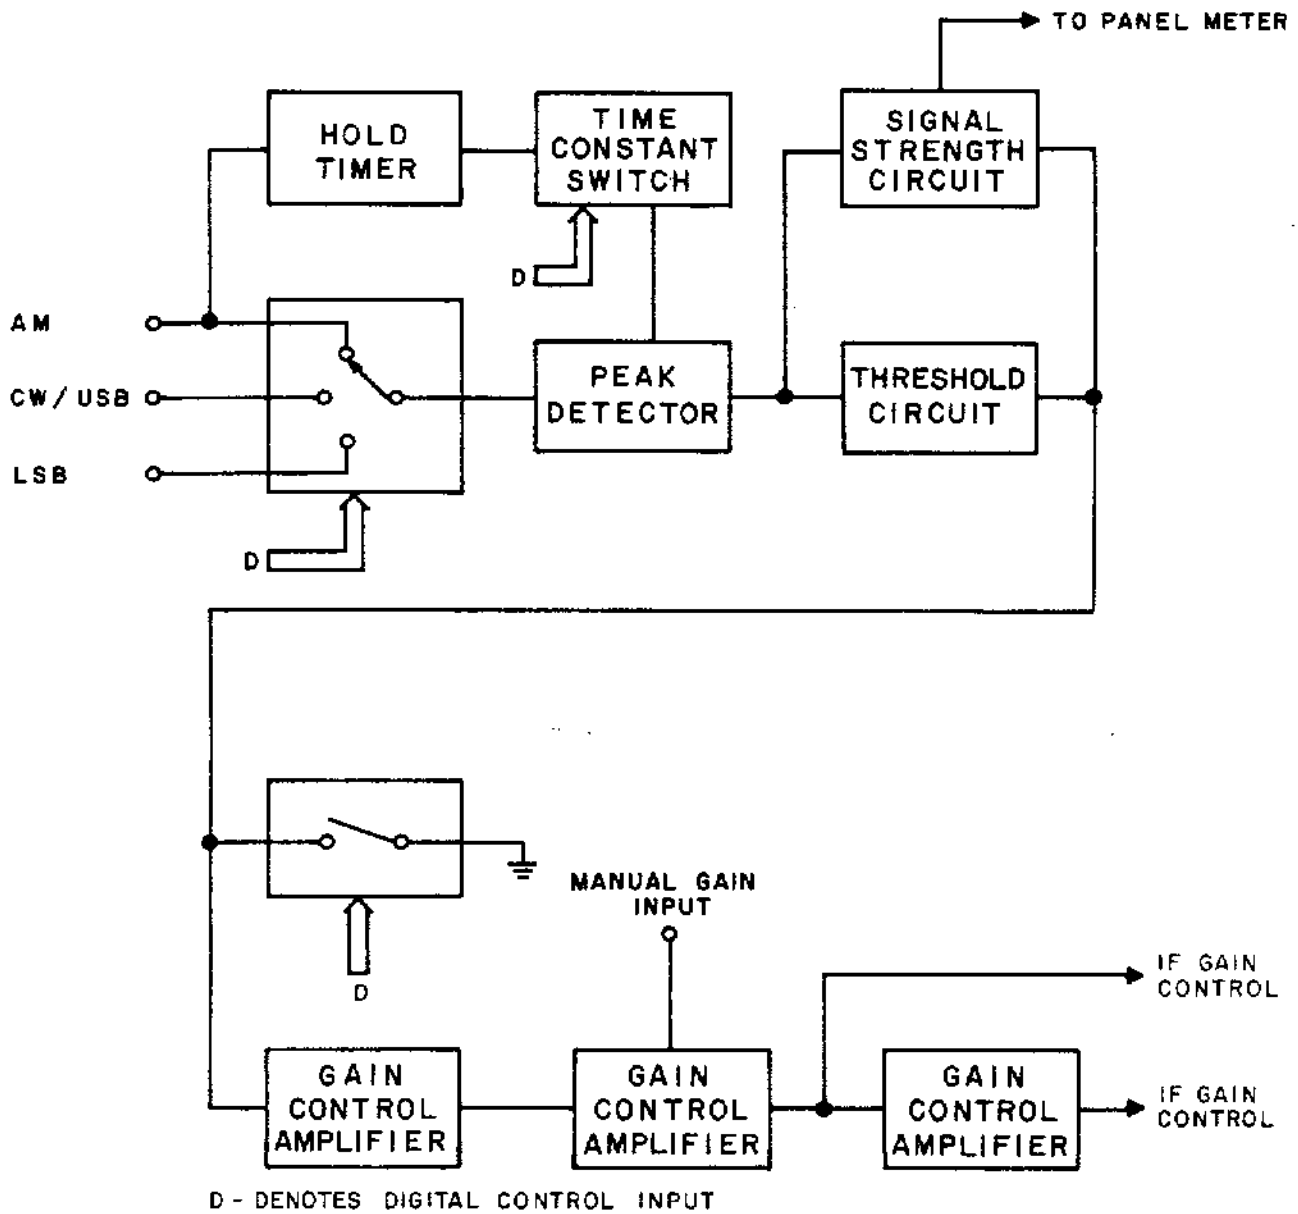 TO PANEL METER
HOLD
TIMER
TIME
CONSTANT
SWITCH
SIGNAL
STRENGTH
CIRCUIT
D
AM
CW/USB
LSB
PEAK
DETECTOR
THRESHOLD
CIRCUIT
D
MANUAL GAIN
INPUT
D
IF GAIN
CONTROL
GAIN
CONTROL
AMPLIFIER
GAIN
CONTROL
AMPLIFIER
GAIN
CONTROL
AMPLIFIER
IF GAIN
CONTROL
D - DENOTES DIGITAL CONTROL INPUT